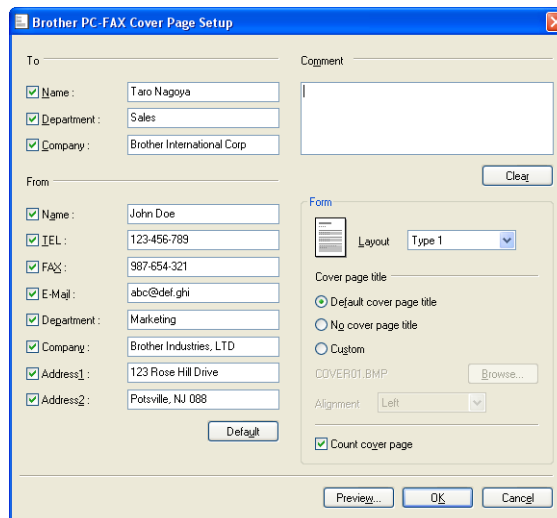 Brother PC-FAX Cover Page Setup
To
Name :
Taro Nagoya
Department :
Sales
Company :
Brother International Corp
From
Name :
John Doe
TEL :
123-456-789
FAX :
987-654-321
E-Mail :
abc@def.ghi
Department :
Marketing
Company :
Brother Industries, LTD
Address1 :
123 Rose Hill Drive
Address2 :
Potsville, NJ 088
Default
Comment
Clear
Form
Layout
Type 1
Cover page title
Default cover page title
No cover page title
Custom
COVER01.BMP
Browse...
Alignment
Left
Count cover page
Preview...
OK
Cancel